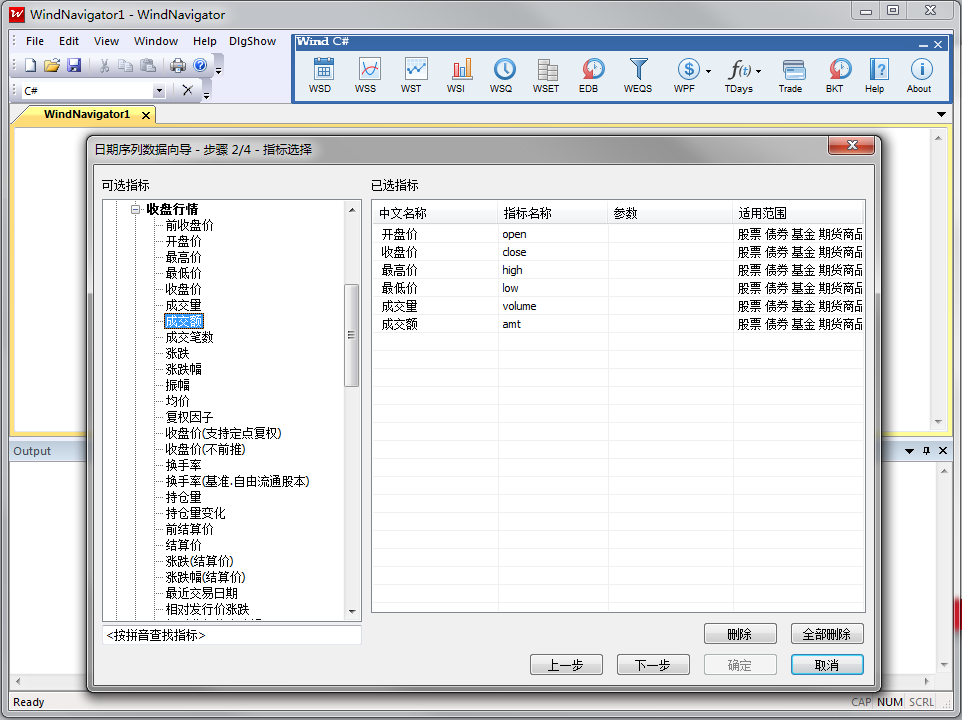 WindNavigator1 - WindNavigator
File Edit View Window Help DlgShow
Wind C#
WSD WSS WST WSI WSQ WSET EDB WEQS WPF TDays Trade BKT Help About
C#
WindNavigator1
日期序列数据向导 - 步骤 2/4 - 指标选择
可选指标
收盘行情
前收盘价
开盘价
最高价
最低价
收盘价
成交量
成交额
成交笔数
涨跌
涨跌幅
振幅
均价
复权因子
收盘价(支持定点复权)
收盘价(不前推)
换手率
换手率(基准.自由流通股本)
持仓量
持仓量变化
前结算价
结算价
涨跌(结算价)
涨跌幅(结算价)
最近交易日期
相对发行价涨跌
<按拼音查找指标>
已选指标
中文名称 指标名称 参数 适用范围
开盘价 open 股票 债券 基金 期货商品
收盘价 close 股票 债券 基金 期货商品
最高价 high 股票 债券 基金 期货商品
最低价 low 股票 债券 基金 期货商品
成交量 volume 股票 债券 基金 期货商品
成交额 amt 股票 债券 基金 期货商品
删除 全部删除
上一步 下一步 确定 取消
Output
Ready
CAP NUM SCRL